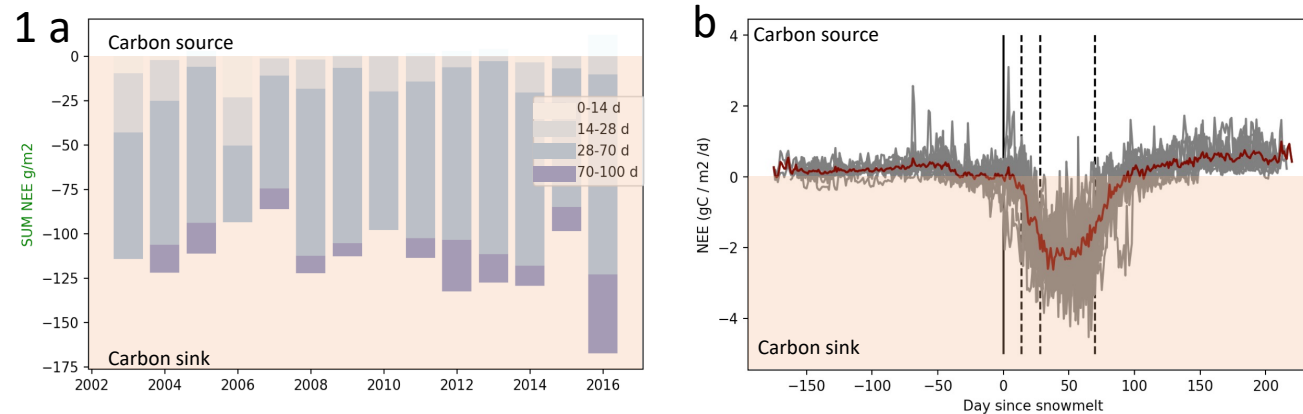 1 a
Carbon source
0
−25
−50
−75
−100
−125
−150
−175
SUM NEE g/m2
0-14 d
14-28 d
28-70 d
70-100 d
Carbon sink
2002 2004 2006 2008 2010 2012 2014 2016
b
Carbon source
4
2
0
−2
−4
NEE (gC / m2 /d)
Carbon sink
−150 −100 −50 0 50 100 150 200
Day since snowmelt